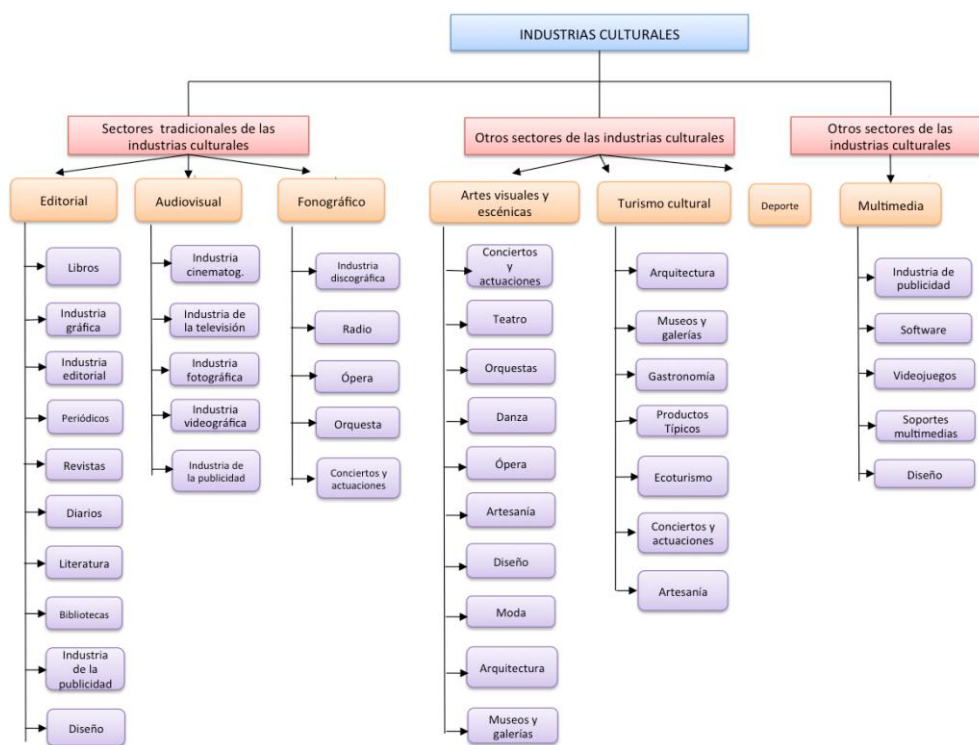 INDUSTRIAS CULTURALES
Sectores tradicionales de las
industrias culturales
Otros sectores de las industrias culturales
Otros sectores de las
industrias culturales
Editorial
Audiovisual
Fonográfico
Artes visuales y
escénicas
Turismo cultural
Deporte
Multimedia
Libros
Industria
gráfica
Industria
editorial
Periódicos
Revistas
Diarios
Literatura
Bibliotecas
Industria
de la
publicidad
Diseño
Industria
cinematog.
Industria de
la televisión
Industria
fotográfica
Industria
videográfica
Industria de
la publicidad
Industria
discográfica
Radio
Ópera
Orquesta
Conciertos y
actuaciones
Conciertos
y
actuaciones
Teatro
Orquestas
Danza
Ópera
Artesanía
Diseño
Moda
Arquitectura
Museos y
galerías
Arquitectura
Museos y
galerías
Gastronomía
Productos
Típicos
Ecoturismo
Conciertos y
actuaciones
Artesanía
Industria de
publicidad
Software
Videojuegos
Soportes
multimedias
Diseño